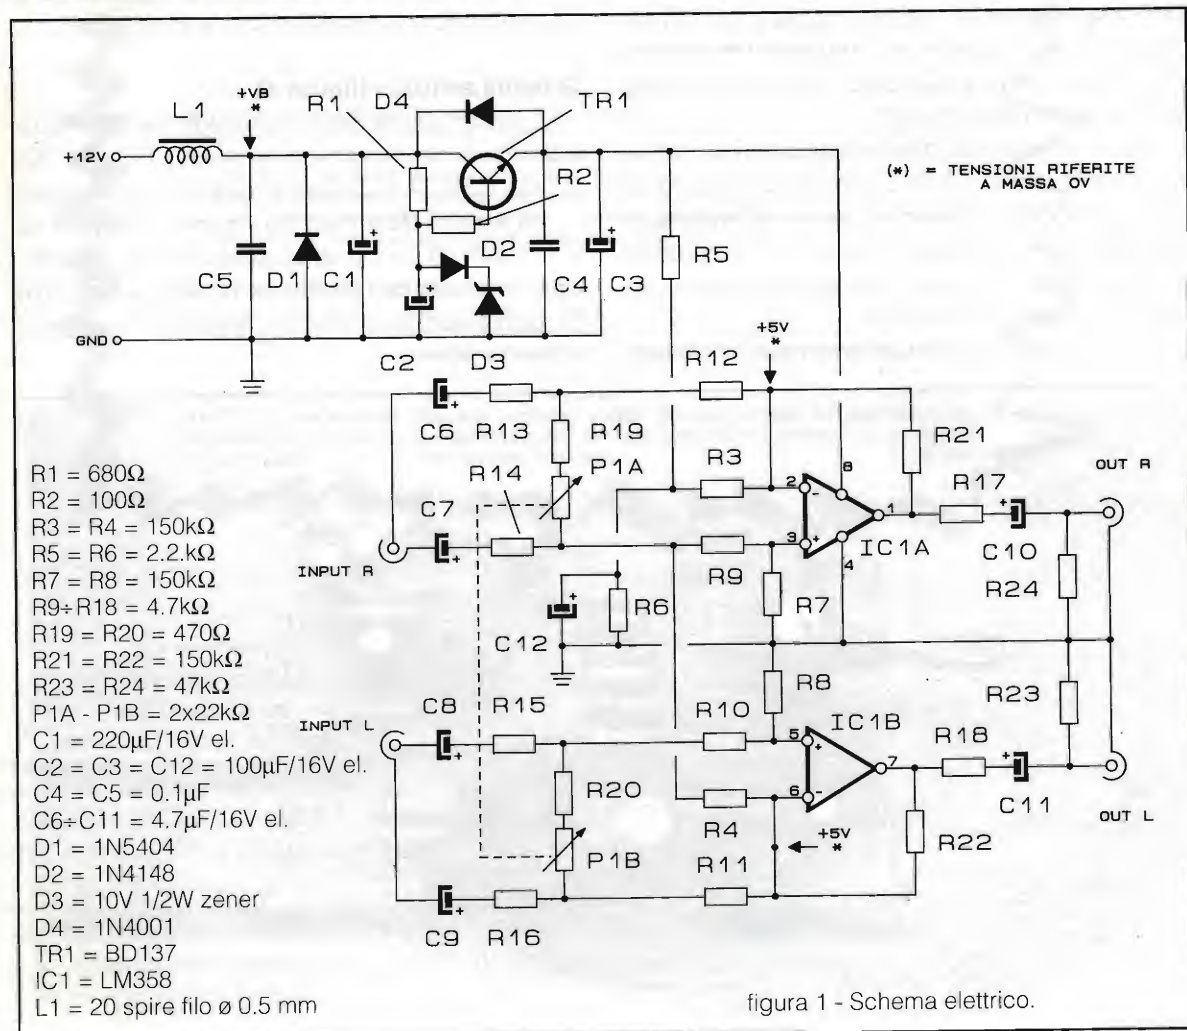 +VB
*
L1
R1
D4
TR1
+12V
R2
(*) = TENSIONI RIFERITE
A MASSA 0V
D2
R5
C5
D1
C1
C4
C3
GND
+5V
*
C2
D3
R12
C6
R13
R19
R21
R14
P1A
R3
8
OUT R
2
-
R17
C7
1
3
+
IC1A
C10
INPUT R
R9
4
R24
R7
R6
C12
R8
R23
INPUT L
C8
R15
R10
5
+
IC1B
R18
7
6
-
R20
R4
C11
+5V
*
OUT L
P1B
R11
R22
C9
R16
R1 = 680Ω
R2 = 100Ω
R3 = R4 = 150kΩ
R5 = R6 = 2.2.kΩ
R7 = R8 = 150kΩ
R9÷R18 = 4.7kΩ
R19 = R20 = 470Ω
R21 = R22 = 150kΩ
R23 = R24 = 47kΩ
P1A - P1B = 2x22kΩ
C1 = 220µF/16V el.
C2 = C3 = C12 = 100µF/16V el.
C4 = C5 = 0.1µF
C6÷C11 = 4.7µF/16V el.
D1 = 1N5404
D2 = 1N4148
D3 = 10V 1/2W zener
D4 = 1N4001
TR1 = BD137
IC1 = LM358
L1 = 20 spire filo ø 0.5 mm
figura 1 - Schema elettrico.